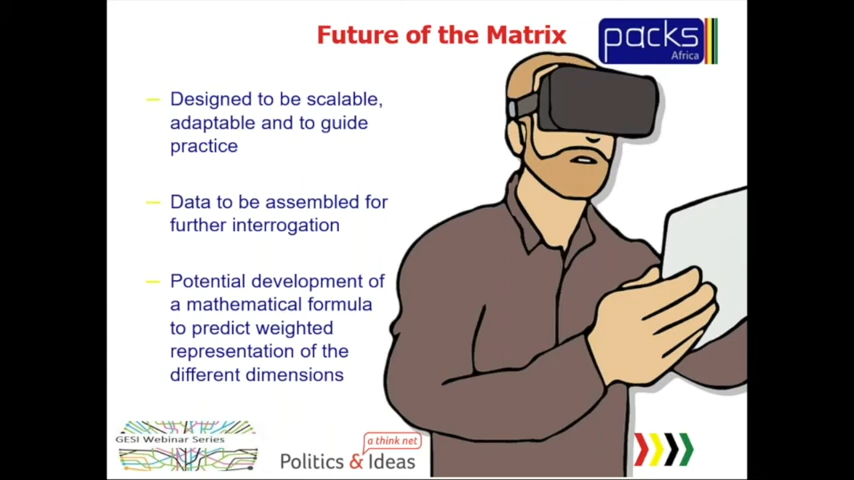 Future of the Matrix
packs
Africa
— Designed to be scalable,
adaptable and to guide
practice
— Data to be assembled for
further interrogation
— Potential development of
a mathematical formula
to predict weighted
representation of the
different dimensions
GESI Webinar Series
a think net
Politics & Ideas